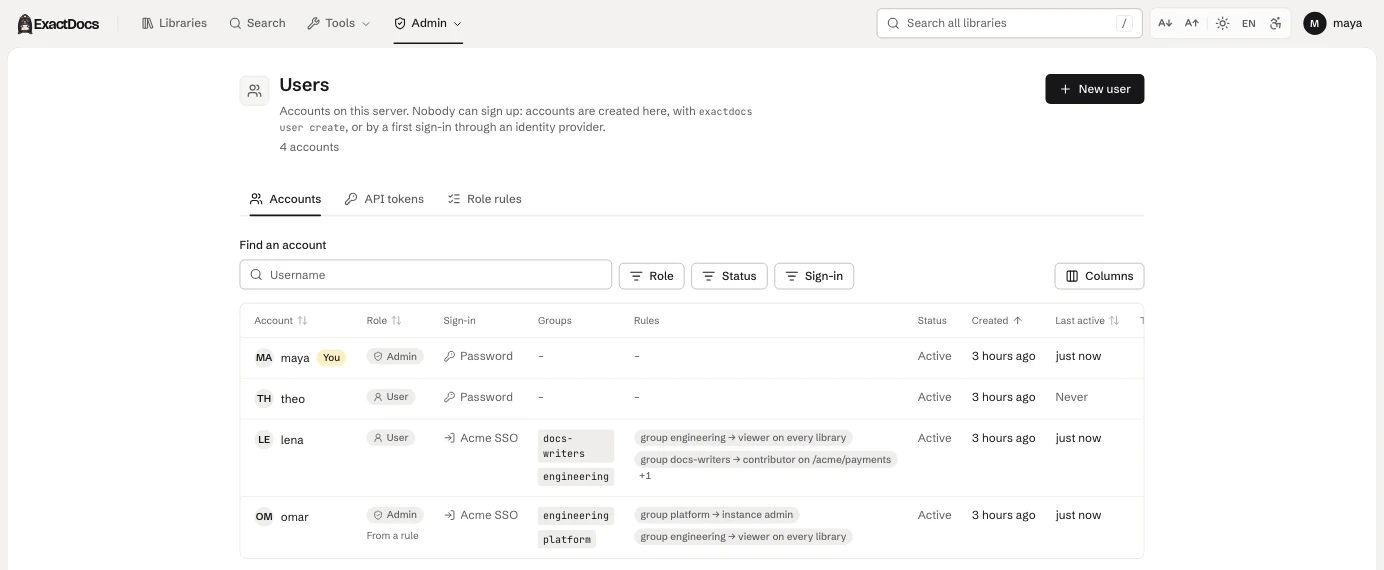 ExactDocs
Libraries
Search
Tools
Admin
Search all libraries
/
A↓
A↑
EN
M
maya
Users
New user
Accounts on this server. Nobody can sign up: accounts are created here, with exactdocs
user create, or by a first sign-in through an identity provider.
4 accounts
Accounts
API tokens
Role rules
Find an account
Username
Role
Status
Sign-in
Columns
Account Role Sign-in Groups Rules Status Created Last active
MA maya You Admin Password – – Active 3 hours ago just now
TH theo User Password – – Active 3 hours ago Never
LE lena User Acme SSO docs- group engineering → viewer on every library Active 3 hours ago just now
writers
group docs-writers → contributor on /acme/payments
engineering +1
OM omar Admin Acme SSO engineering group platform → instance admin Active 3 hours ago just now
From a rule platform group engineering → viewer on every library